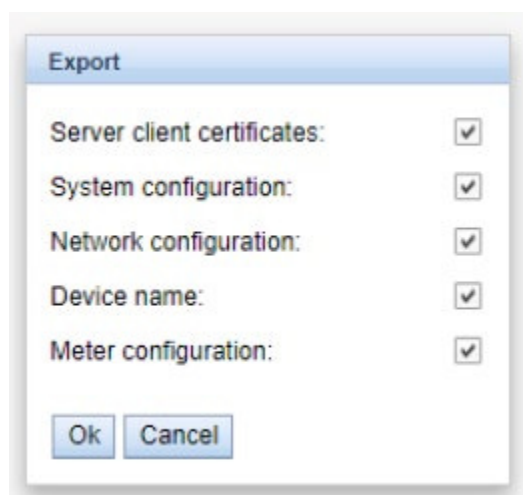 Export
Server client certificates:
System configuration:
Network configuration:
Device name:
Meter configuration:
Ok Cancel